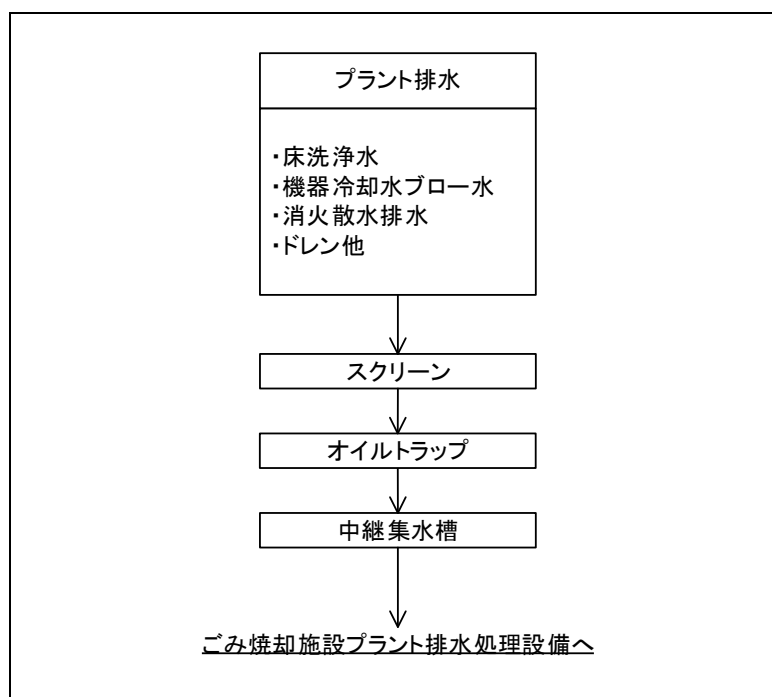 プラント排水
・床洗浄水
・機器冷却水ブロー水
・消火散水排水
・ドレン他
スクリーン
オイルトラップ
中継集水槽
ごみ焼却施設プラント排水処理設備へ